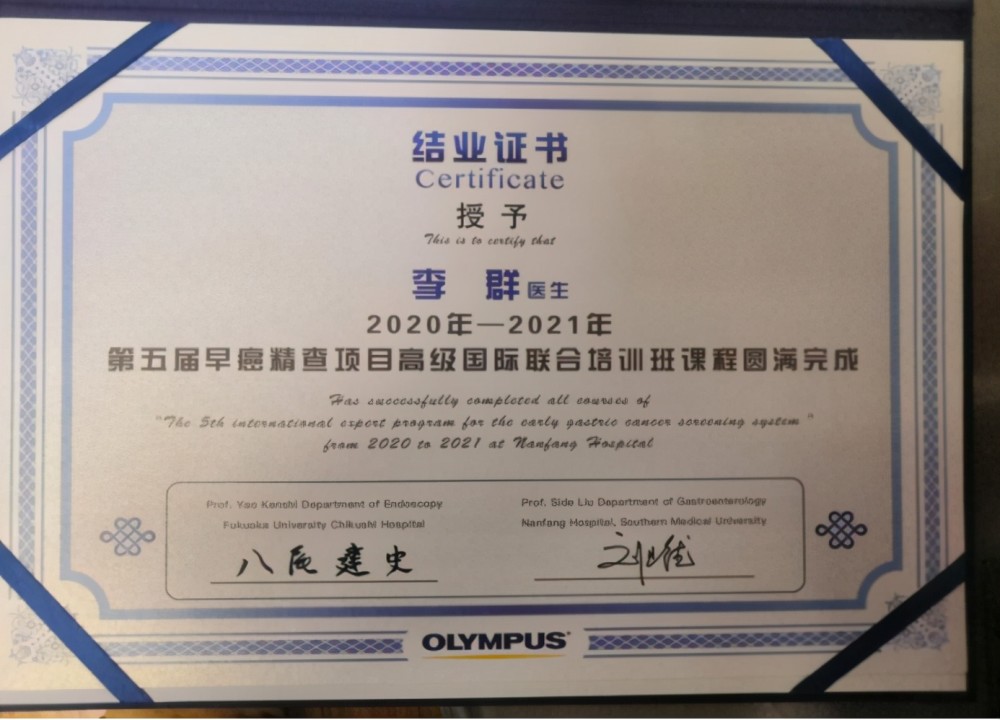 结业证书
Certificate
授予
This is to certify that
李 群 医生
2020年—2021年
第五届早癌精查项目高级国际联合培训班课程圆满完成
Has successfully completed all courses of
"The 5th international expert program for the early gastric cancer screening system"
from 2020 to 2021 at Nanfang Hospital
Prof. Yao Kenshi Department of Endoscopy
Fukuoka University Chikushi Hospital
八尾建史
Prof. Side Liu Department of Gastroenterology
Nanfang Hospital, Southern Medical University
OLYMPUS